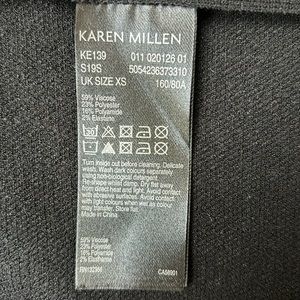 KAREN MILLEN
KE139 011 020126 01
S19S 5054236373310
UK SIZE XS 160/80A
59% Viscose
23% Polyester
16% Polyamide
2% Elastane
Turn inside out before cleaning. Delicate
wash. Wash dark colours separately
using non-biological detergent.
Re-shape whilst damp. Dry flat away
from direct heat and light. Avoid contact
with abrasive surfaces. Avoid contact
with light colours when wet as colour
may transfer. Store flat.
Made in China
59% Viscose
23% Polyester
16% Polyamide
2% Elastane